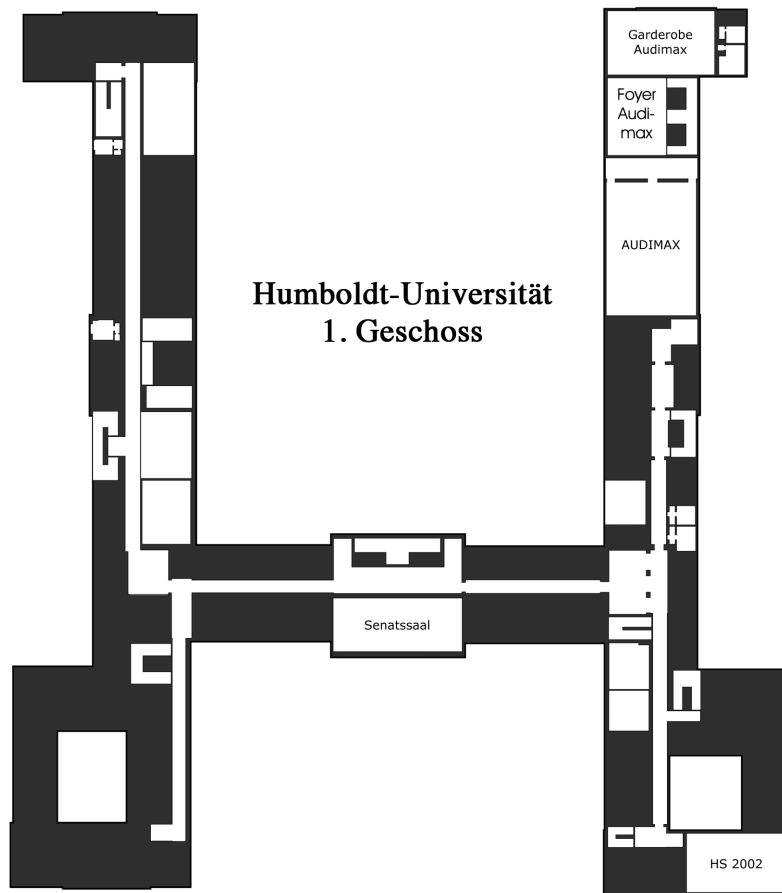 Garderobe
Audimax
Foyer
Audi-
max
AUDIMAX
Humboldt-Universität
1. Geschoss
Senatssaal
HS 2002